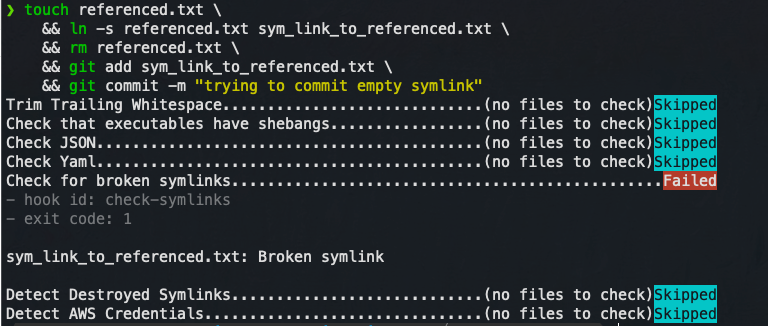 ❯ touch referenced.txt \
&& ln -s referenced.txt sym_link_to_referenced.txt \
&& rm referenced.txt \
&& git add sym_link_to_referenced.txt \
&& git commit -m "trying to commit empty symlink"
Trim Trailing Whitespace.............................(no files to check)Skipped
Check that executables have shebangs.................(no files to check)Skipped
Check JSON...........................................(no files to check)Skipped
Check Yaml...........................................(no files to check)Skipped
Check for broken symlinks................................................Failed
- hook id: check-symlinks
- exit code: 1
sym_link_to_referenced.txt: Broken symlink
Detect Destroyed Symlinks............................(no files to check)Skipped
Detect AWS Credentials...............................(no files to check)Skipped